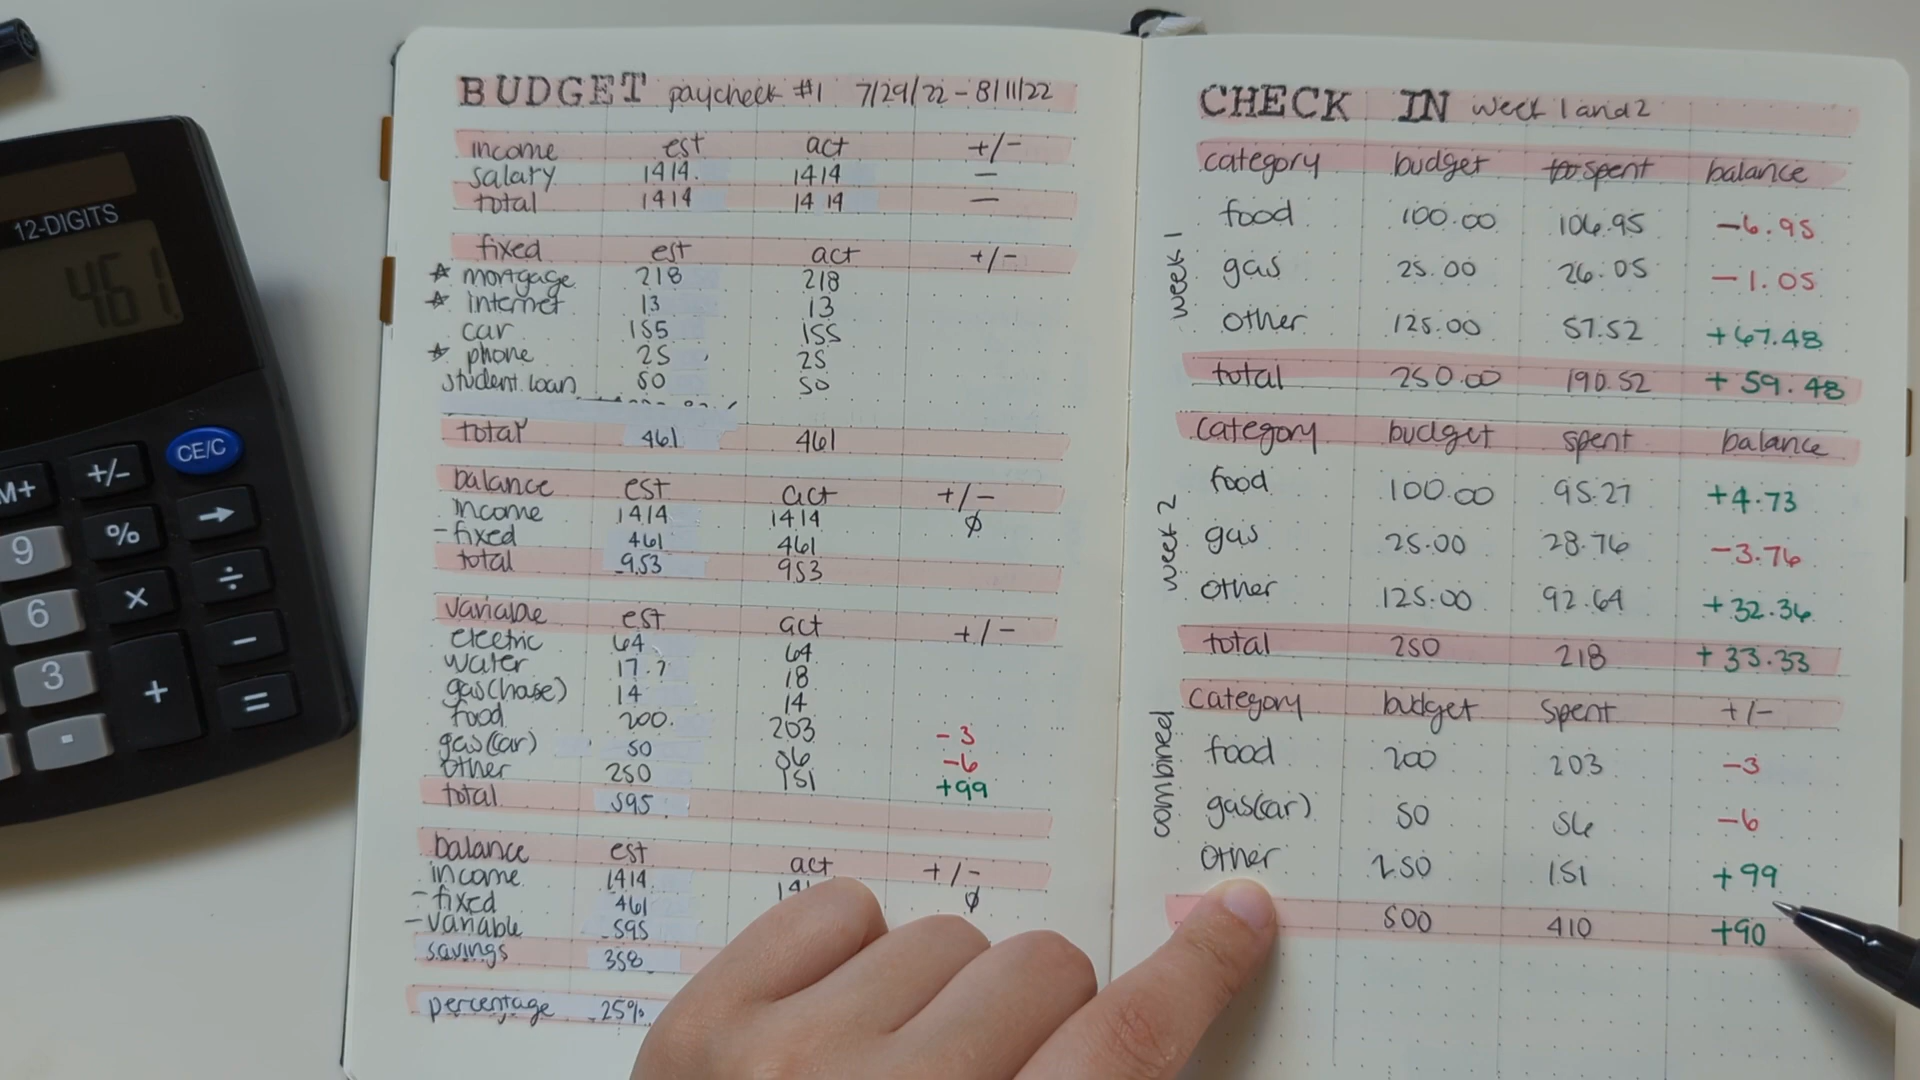 12-DIGITS
461
M+
+/-
CE/C
9
%
→
6
×
÷
3
+
−
·
=
BUDGET paycheck #1 7/29/22 - 8/11/22
income est act +/-
salary 1414. 1414 —
total 1414 1414 —
fixed est act +/-
☆ mortgage 218 218
☆ internet 13 13
car 155 155
☆ phone 25 25
student loan 50 50
total 461 461
balance est act +/-
income 1414 1414 ∅
- fixed 461 461
total 953 953
variable est act +/-
electric 64 64
water 17.? 18
gas(house) 14 14
food 200. 203 -3
gas(car) 50 56 -6
other 250 151 +99
total 595
balance est act +/-
income 1414 ∅
- fixed 461
- variable 595
savings 358
percentage 25%
CHECK IN week 1 and 2
category budget spent balance
week 1
food 100.00 106.95 -6.95
gas 25.00 26.05 -1.05
other 125.00 57.52 +67.48
total 250.00 190.52 +59.48
category budget spent balance
week 2
food 100.00 95.27 +4.73
gas 25.00 28.76 -3.76
other 125.00 92.64 +32.36
total 250 218 +33.33
category budget spent +/-
combined
food 200 203 -3
gas(car) 50 56 -6
other 250 151 +99
500 410 +90